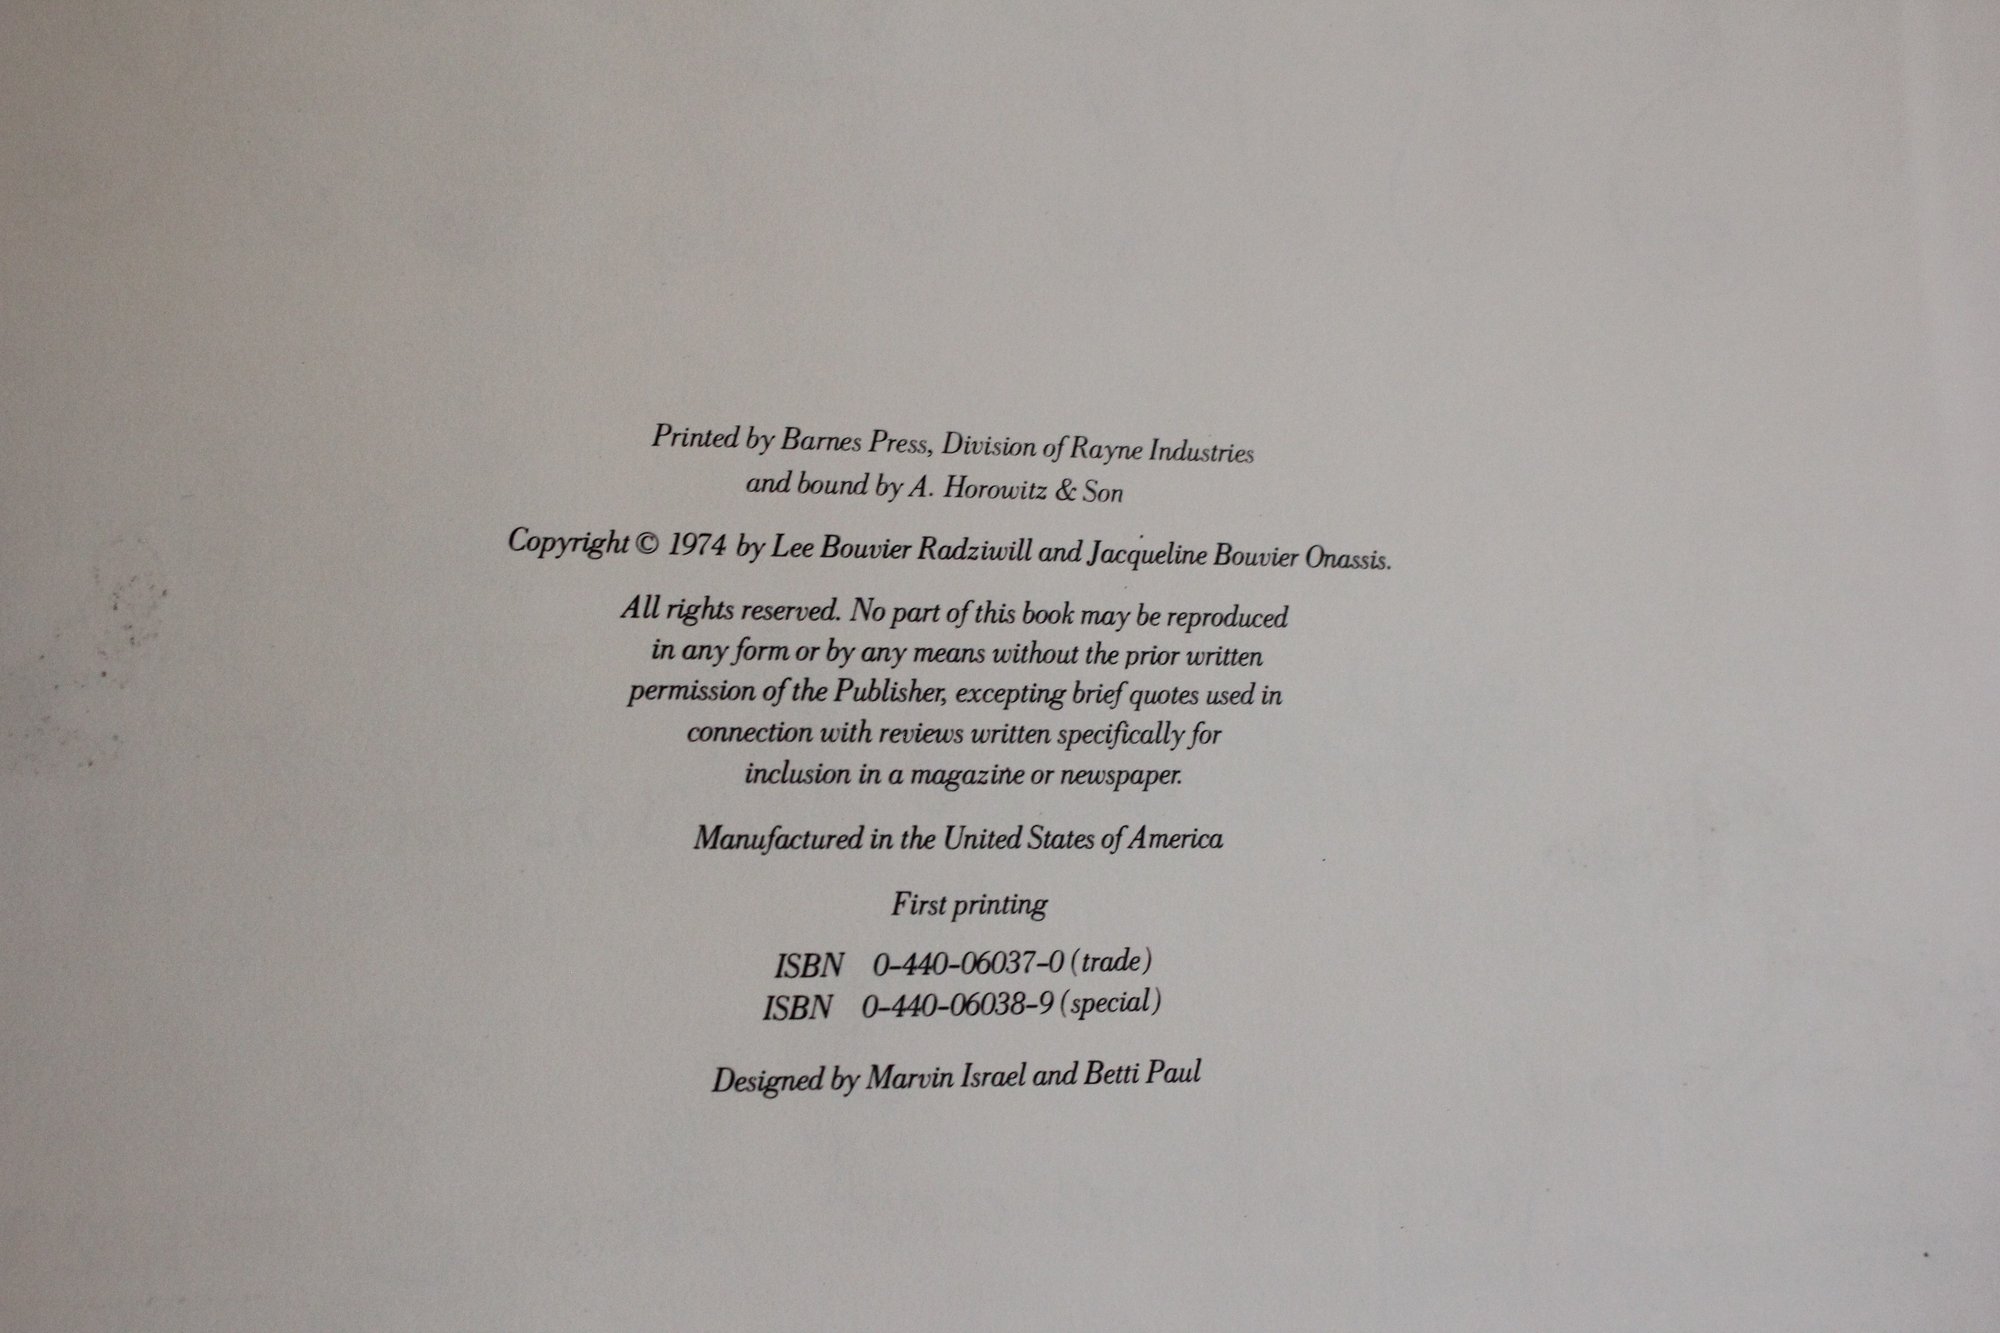 Printed by Barnes Press, Division of Rayne Industries
and bound by A. Horowitz & Son
Copyright © 1974 by Lee Bouvier Radziwill and Jacqueline Bouvier Onassis.
All rights reserved. No part of this book may be reproduced
in any form or by any means without the prior written
permission of the Publisher, excepting brief quotes used in
connection with reviews written specifically for
inclusion in a magazine or newspaper.
Manufactured in the United States of America
First printing
ISBN 0-440-06037-0 (trade)
ISBN 0-440-06038-9 (special)
Designed by Marvin Israel and Betti Paul